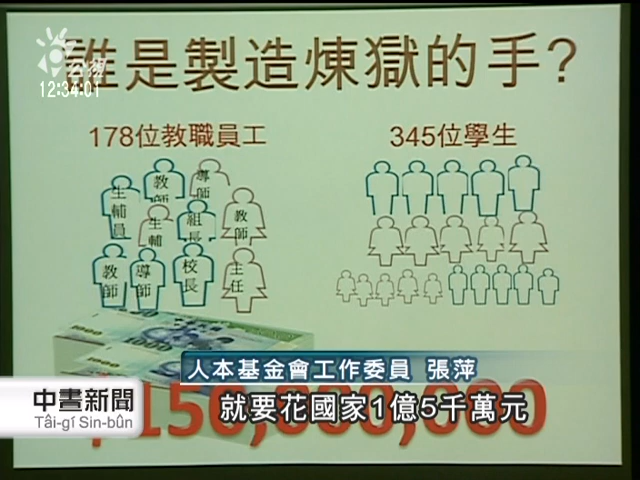 公視
12:34:01
誰是製造煉獄的手?
178位教職員工
345位學生
生輔員
教師
導師
生輔
組長
教師
教師
導師
校長
主任
1000
人本基金會工作委員 張萍
就要花國家1億5千萬元
中晝新聞
Tâi-gí Sin-bûn